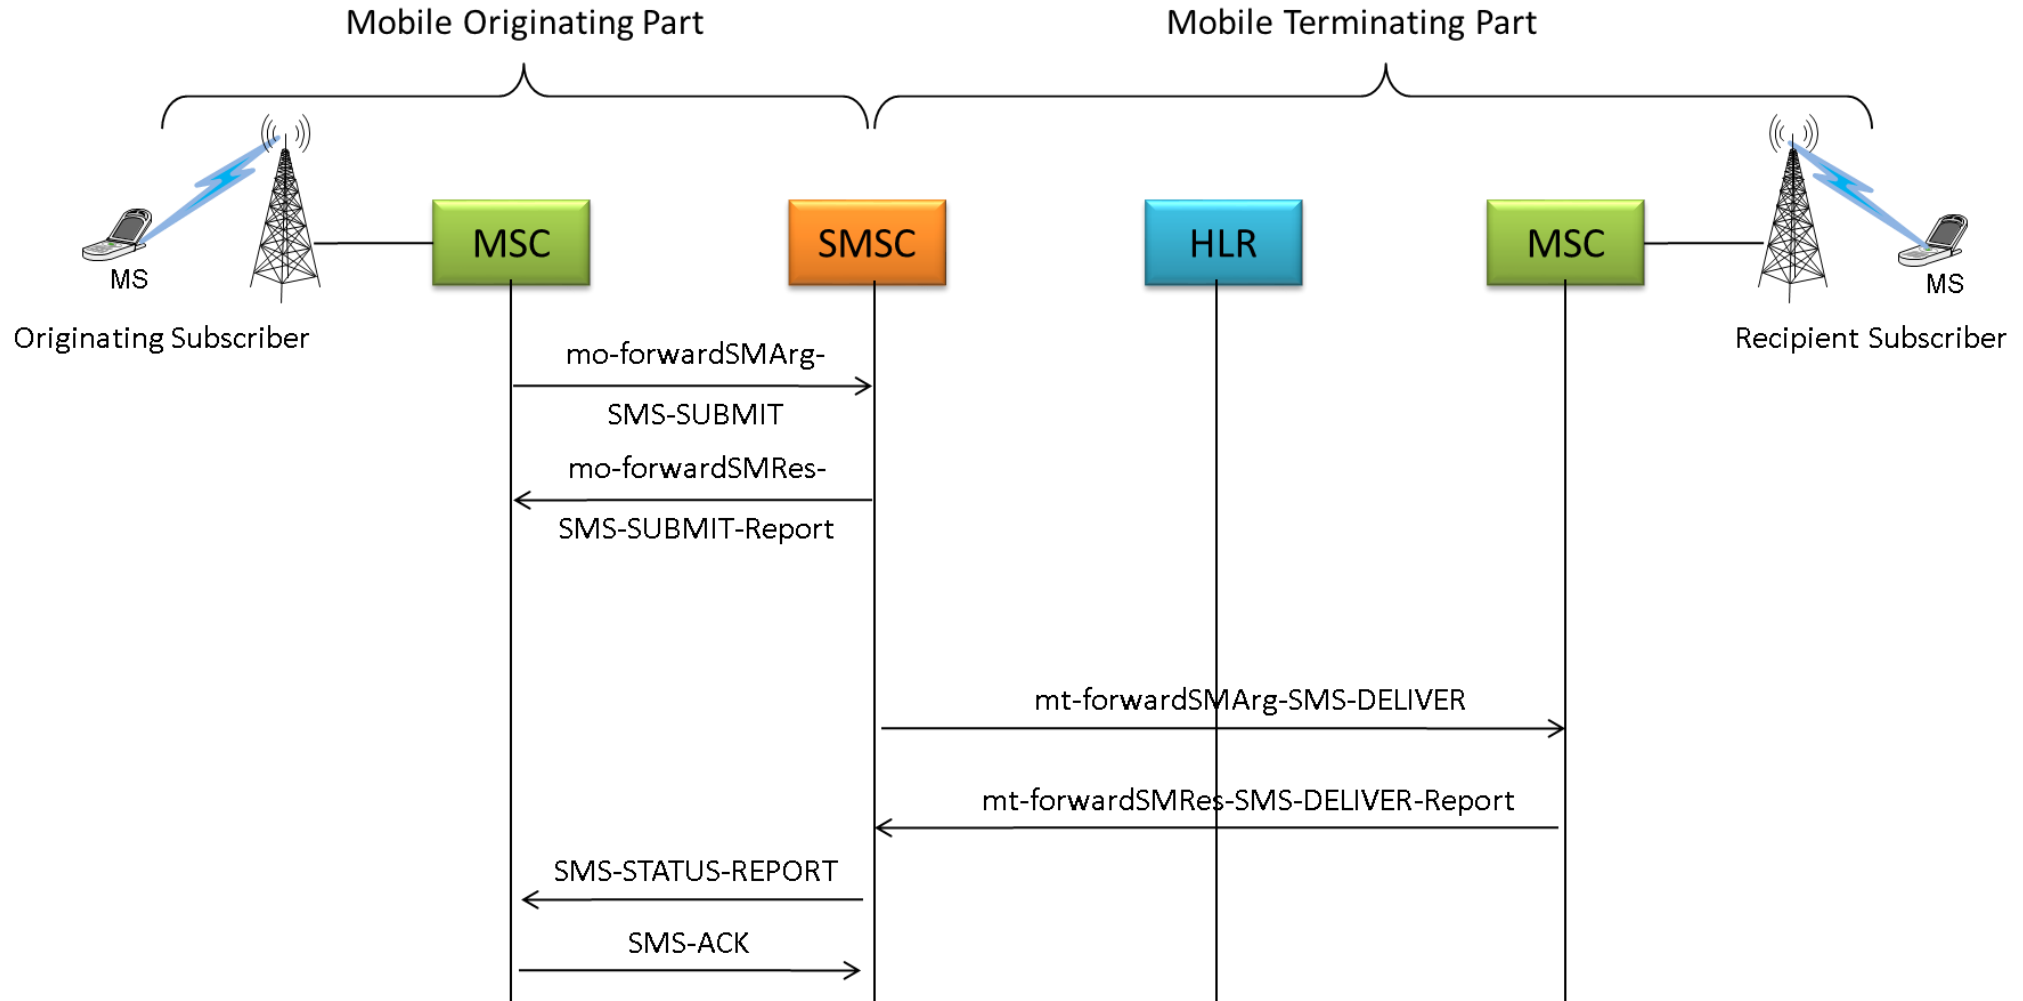 Mobile Originating Part
Mobile Terminating Part
MSC
SMSC
HLR
MSC
MS
MS
Originating Subscriber
Recipient Subscriber
mo-forwardSMArg-
SMS-SUBMIT
mo-forwardSMRes-
SMS-SUBMIT-Report
mt-forwardSMArg-SMS-DELIVER
mt-forwardSMRes-SMS-DELIVER-Report
SMS-STATUS-REPORT
SMS-ACK